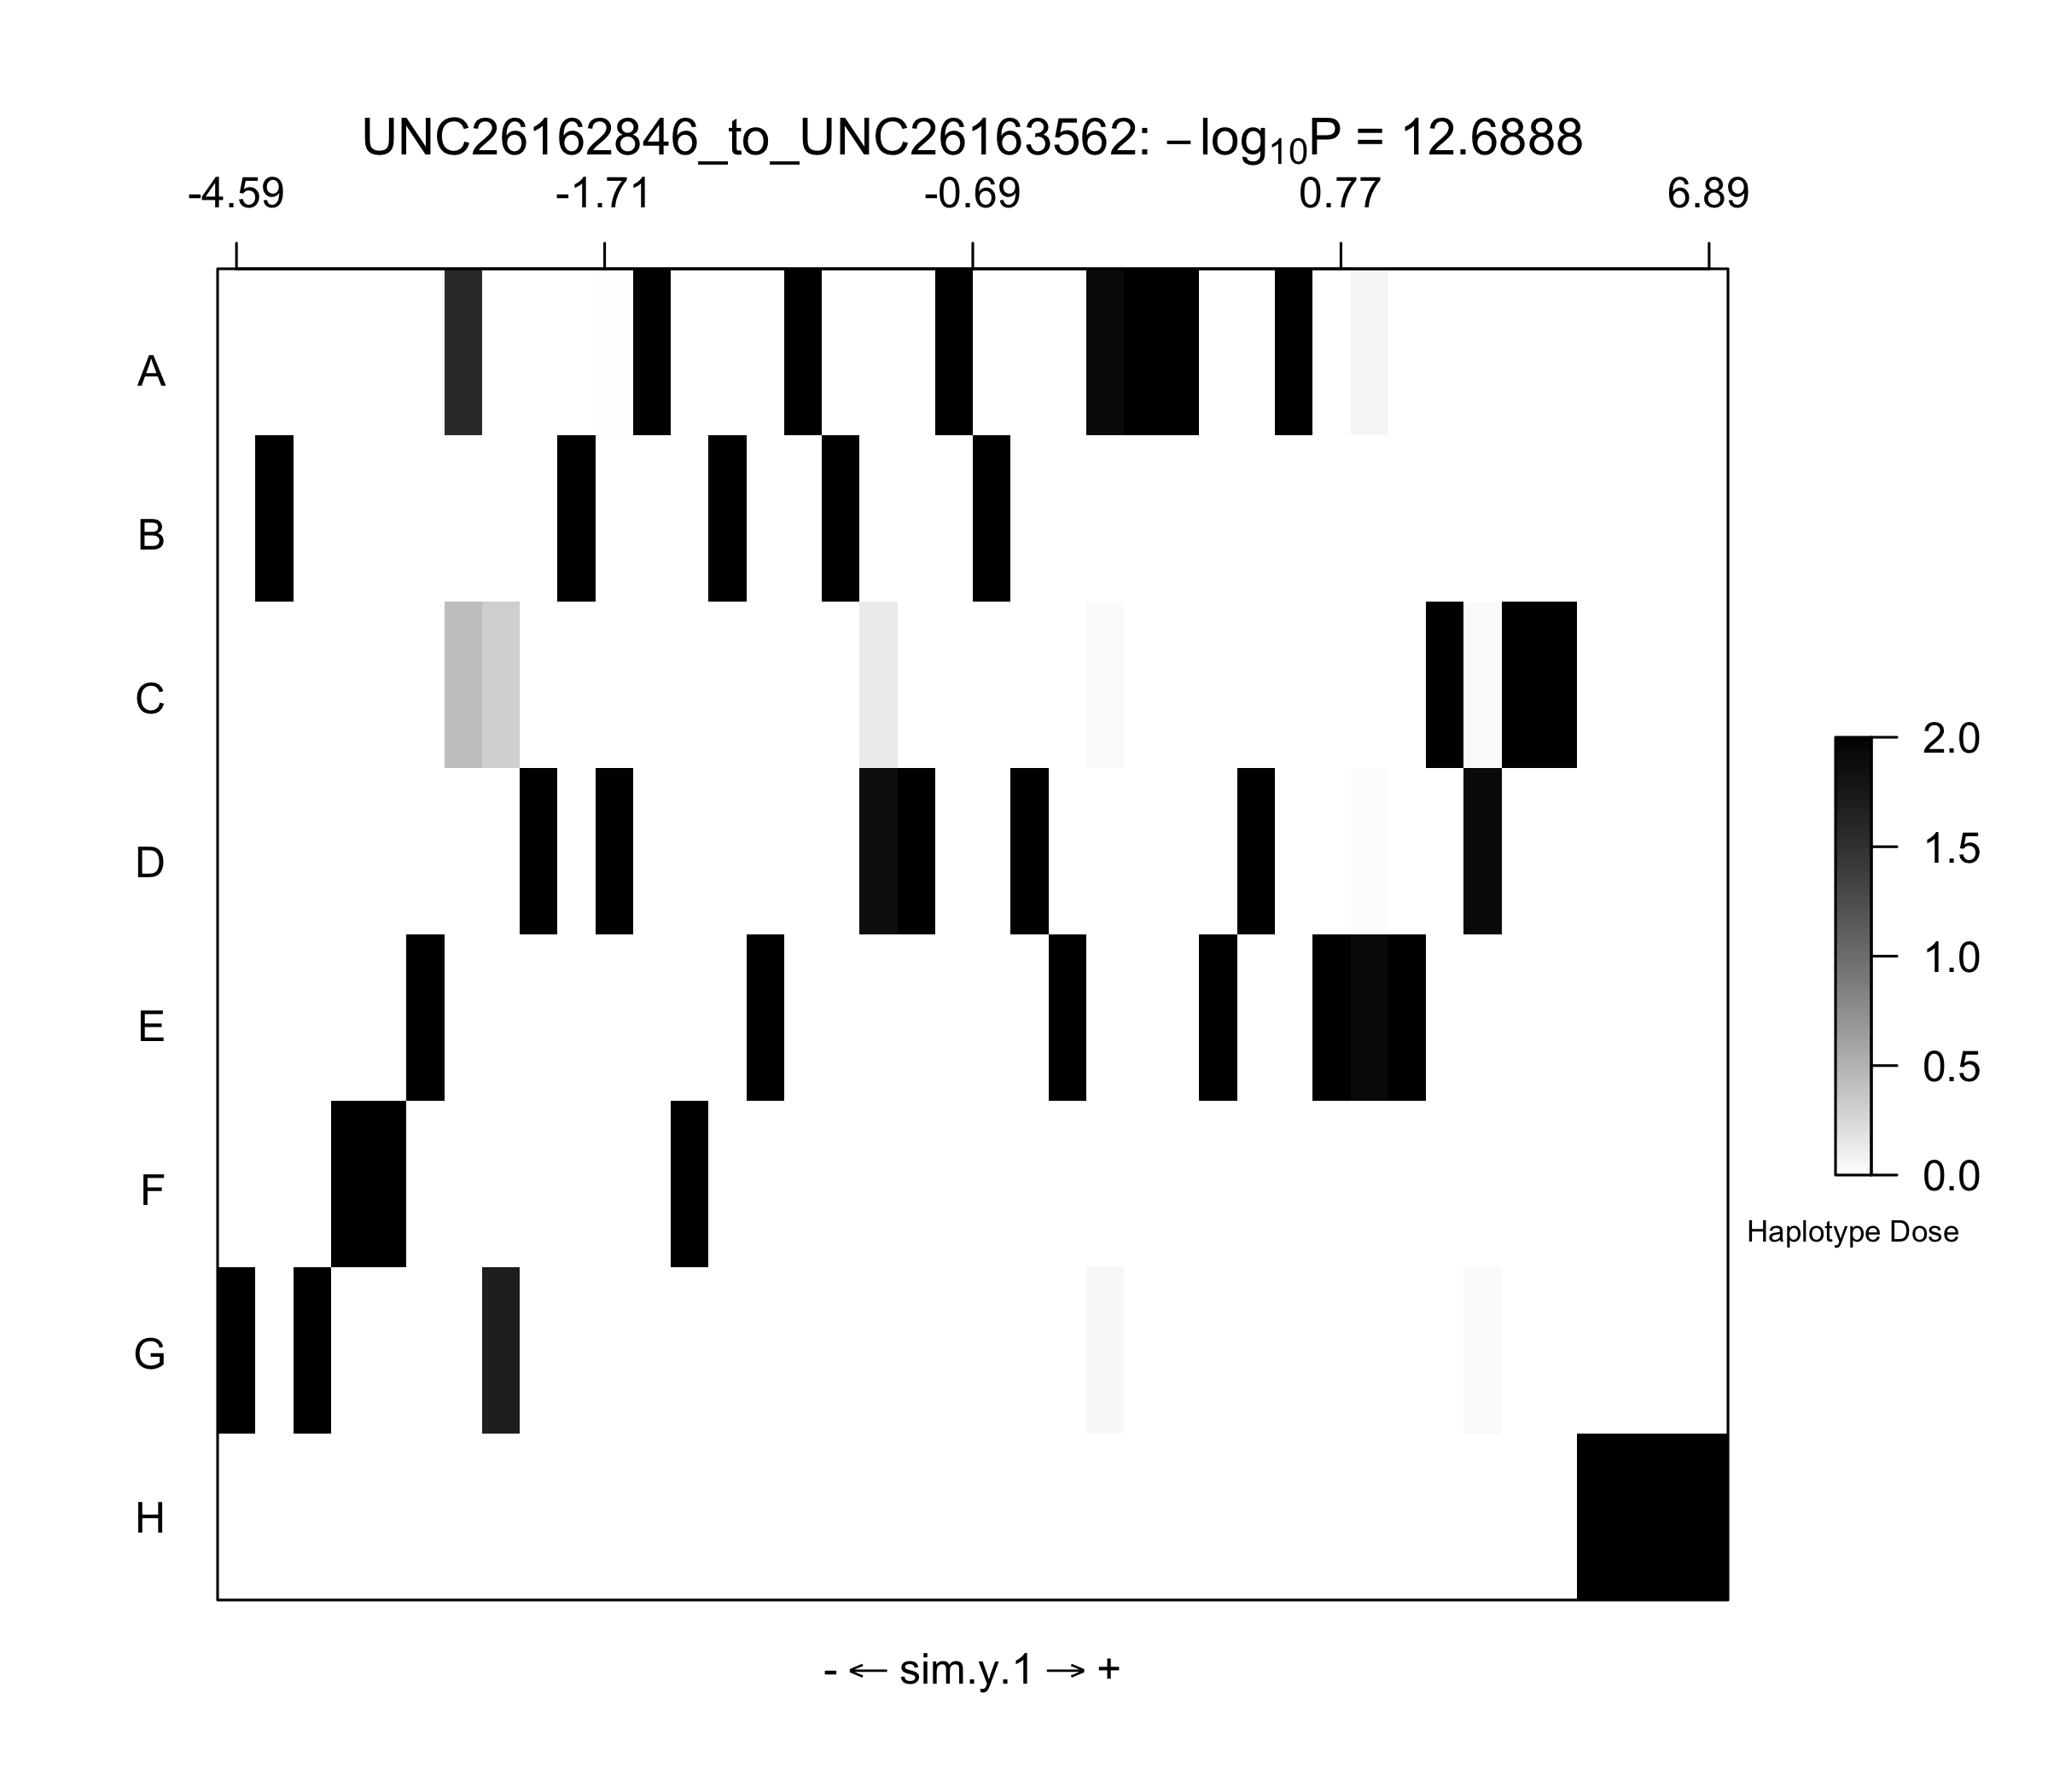 UNC26162846_to_UNC26163562: −log₁₀P = 12.6888
-4.59 -1.71 -0.69 0.77 6.89
A
B
C
D
E
F
G
H
2.0
1.5
1.0
0.5
0.0
Haplotype Dose
- ← sim.y.1 → +